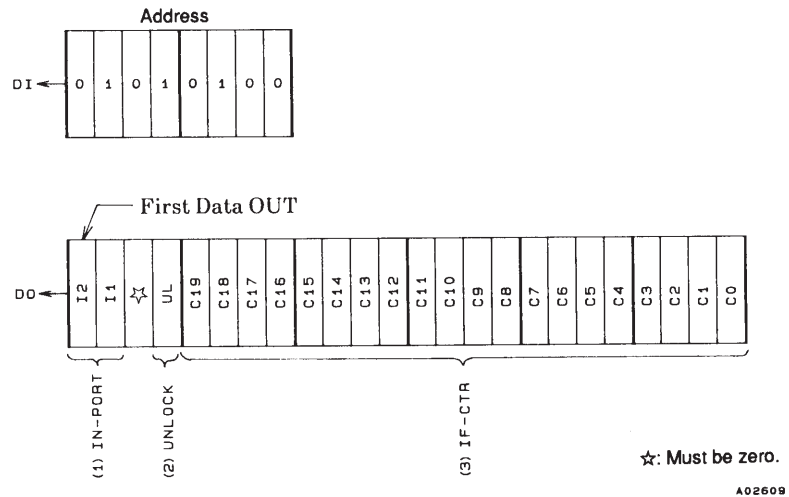 Address
DI 0 1 0 1 0 1 0 0
First Data OUT
DO I2 I1 ☆ UL C19 C18 C17 C16 C15 C14 C13 C12 C11 C10 C9 C8 C7 C6 C5 C4 C3 C2 C1 C0
(1) IN-PORT
(2) UNLOCK
(3) IF-CTR
☆: Must be zero.
A02609